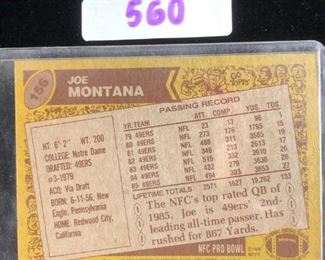 560
156
JOE
MONTANA
HT: 6' 2" WT. 200
COLLEGE: Notre Dame
DRAFTED: 49ERS
#3-1979
ACQ: Via Draft
BORN: 6-11-56, New
Eagle, Pennsylvania
HOME: Redwood City,
California
PASSING RECORD
YR. TEAM ATT. COMP. YDS. TDS.
79 49ERS NFL 23 13 96 1
80 49ERS NFL 273 176 1795 15
81 49ERS NFL 488 311 3565 19
82 49ERS NFL 346 213 2613 17
83 49ERS NFL 515 332 3910 26
84 49ERS NFL 432 279 3630 28
85 49ERS NFL 494 303 3653 27
LIFETIME TOTALS 2571 1627 19,262 133
The NFC's top rated QB of
1985, Joe is 49ers' 2nd-
leading all-time passer. Has
rushed for 867 Yards.
NFC PRO BOWL